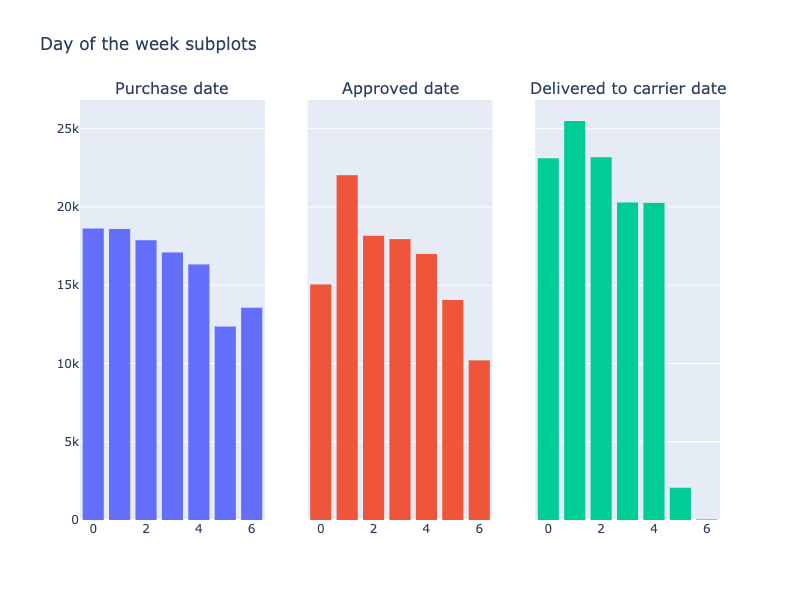 Day of the week subplots
Purchase date
Approved date
Delivered to carrier date
25k
20k
15k
10k
5k
0
0 2 4 6
0 2 4 6
0 2 4 6